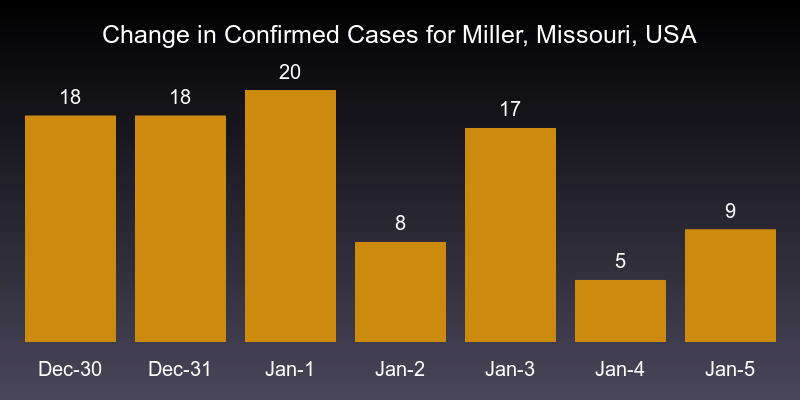 Change in Confirmed Cases for Miller, Missouri, USA
18
18
20
8
17
5
9
Dec-30
Dec-31
Jan-1
Jan-2
Jan-3
Jan-4
Jan-5